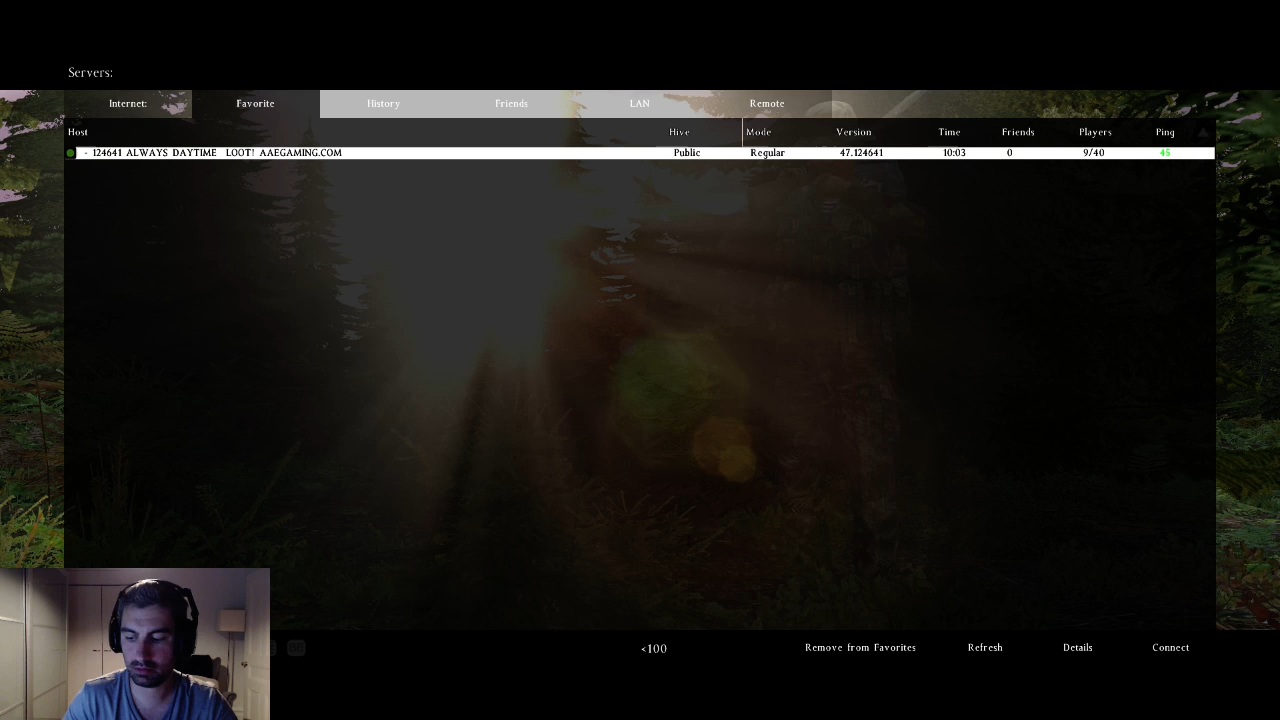 Servers:
Internet: Favorite History Friends LAN Remote
Host Hive Mode Version Time Friends Players Ping
- 124641 ALWAYS DAYTIME LOOT! AAEGAMING.COM Public Regular 47.124641 10:03 0 9/40 45
<100 Remove from Favorites Refresh Details Connect